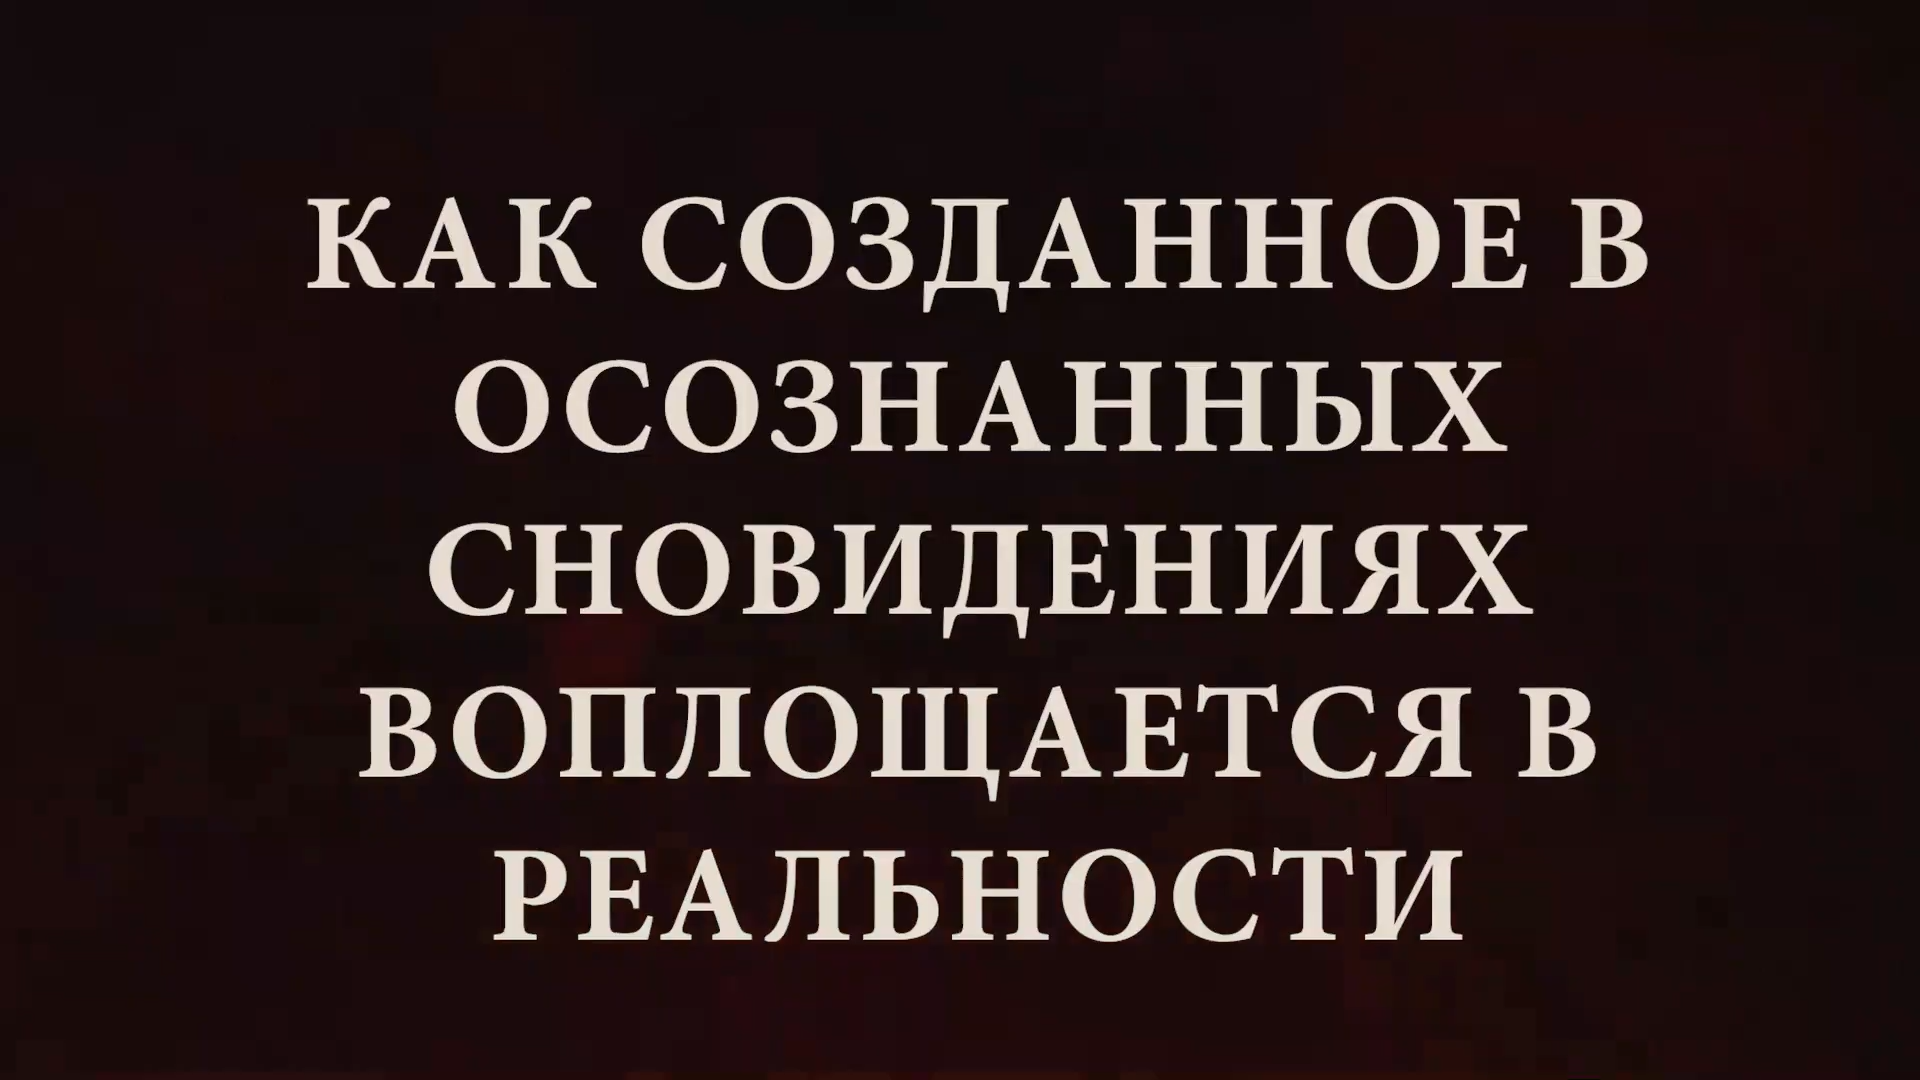 КАК СОЗДАННОЕ В
ОСОЗНАННЫХ
СНОВИДЕНИЯХ
ВОПЛОЩАЕТСЯ В
РЕАЛЬНОСТИ